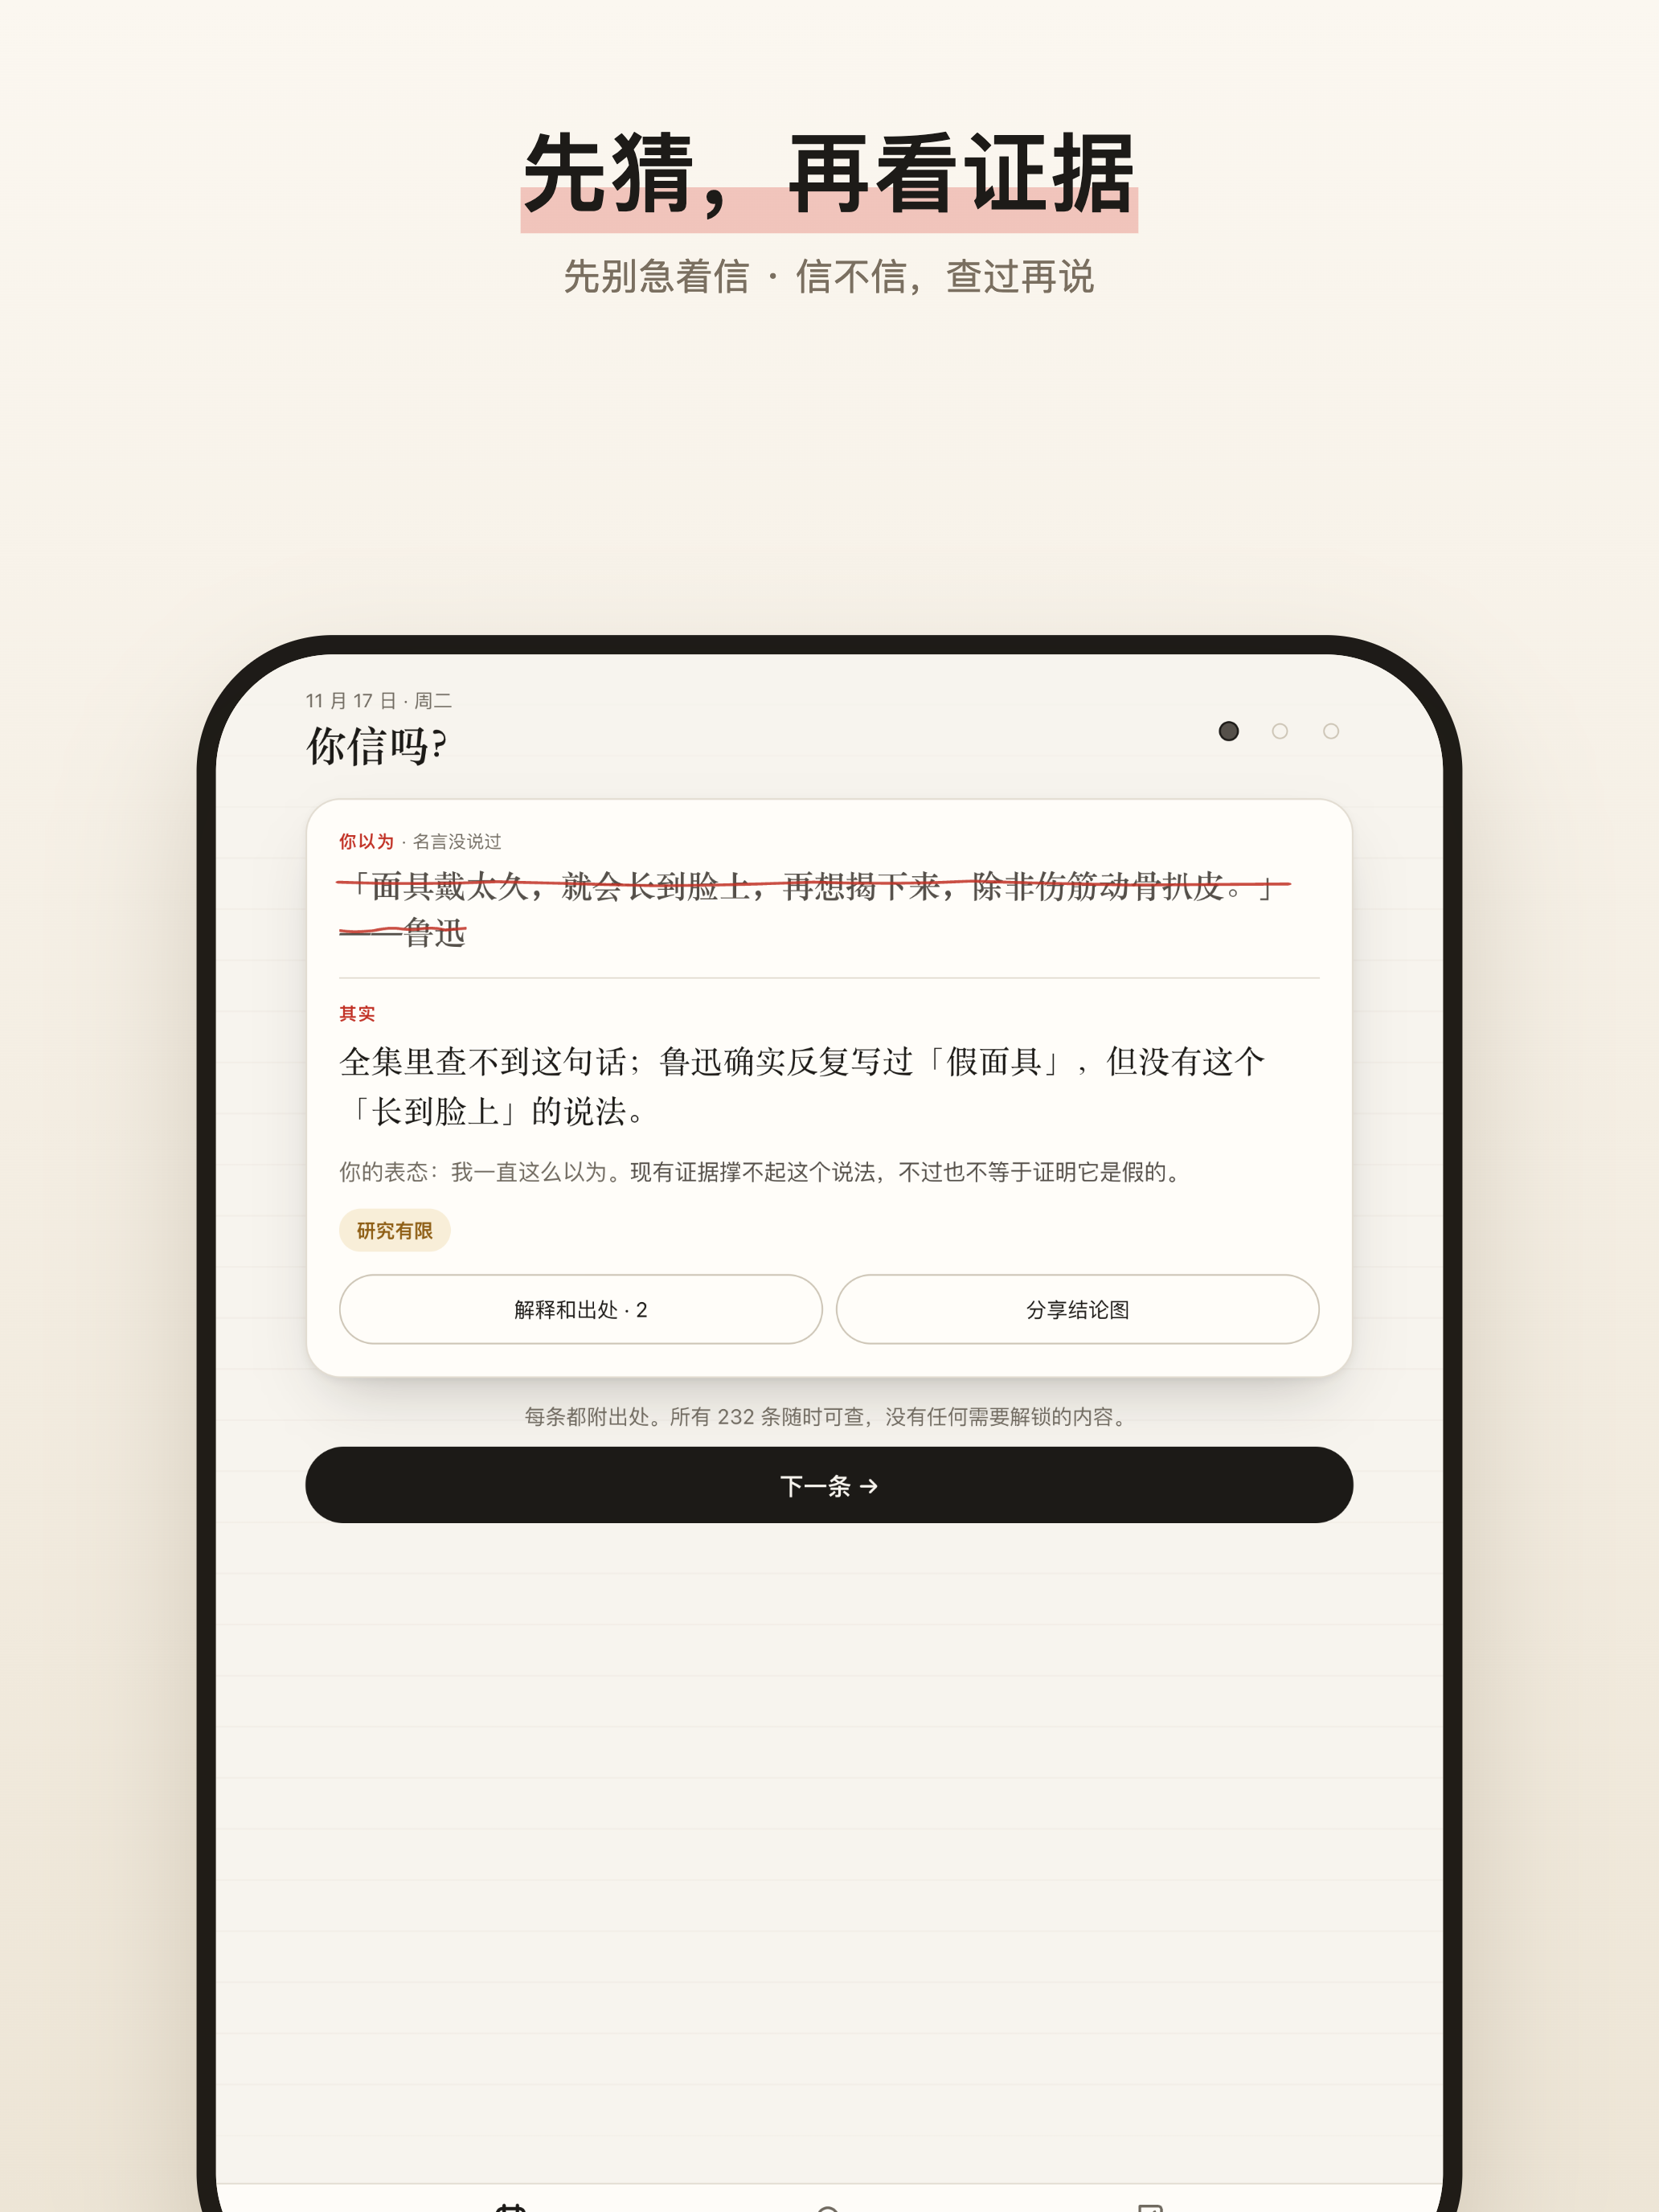 先猜，再看证据
先别急着信 · 信不信，查过再说
11 月 17 日 · 周二
你信吗？
你以为 · 名言没说过
「面具戴太久，就会长到脸上，再想揭下来，除非伤筋动骨扒皮。」
——鲁迅
其实
全集里查不到这句话；鲁迅确实反复写过「假面具」，但没有这个
「长到脸上」的说法。
你的表态：我一直这么以为。现有证据撑不起这个说法，不过也不等于证明它是假的。
研究有限
解释和出处 · 2
分享结论图
每条都附出处。所有 232 条随时可查，没有任何需要解锁的内容。
下一条 →